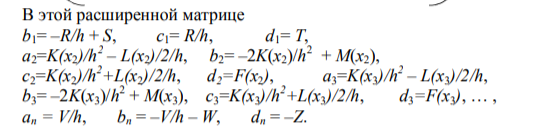 В этой расширенной матрице
b₁= –R/h + S, c₁= R/h, d₁= T,
a₂=K(x₂)/h² – L(x₂)/2/h, b₂= –2K(x₂)/h² + M(x₂),
c₂=K(x₂)/h²+L(x₂)/2/h, d₂=F(x₂), a₃=K(x₃)/h² – L(x₃)/2/h,
b₃= –2K(x₃)/h² + M(x₃), c₃=K(x₃)/h²+L(x₃)/2/h, d₃=F(x₃), … ,
aₙ = V/h, bₙ = –V/h – W, dₙ = –Z.